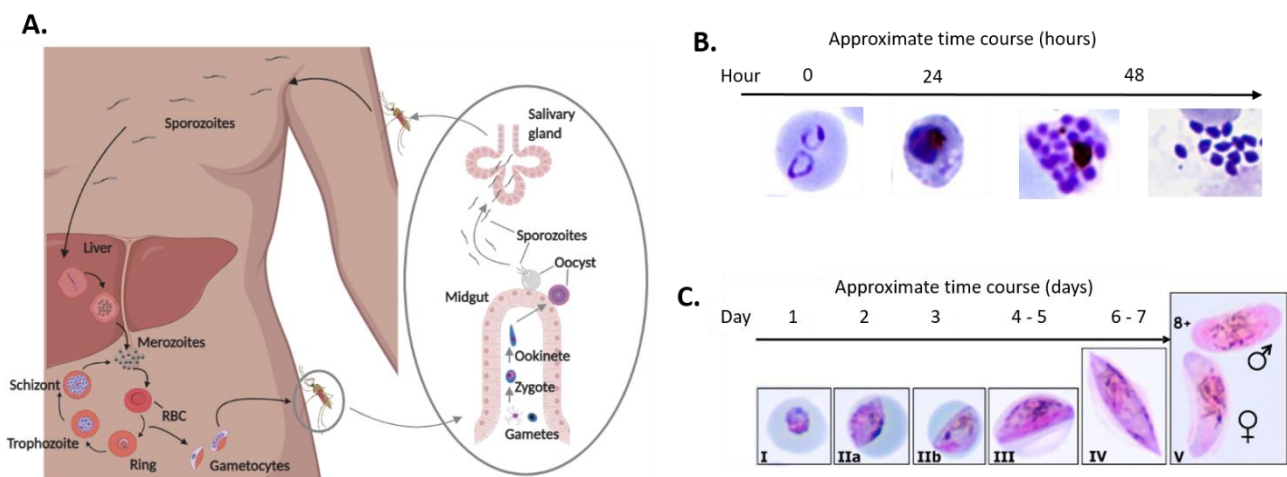 A.
Sporozoites
Liver
Merozoites
Schizont
RBC
Trophozoite
Ring
Gametocytes
Salivary
gland
Sporozoites
Oocyst
Midgut
Ookinete
Zygote
Gametes
B.
Approximate time course (hours)
Hour 0 24 48
C.
Approximate time course (days)
Day 1 2 3 4 - 5 6 - 7 8+
♂
♀
I IIa IIb III IV V